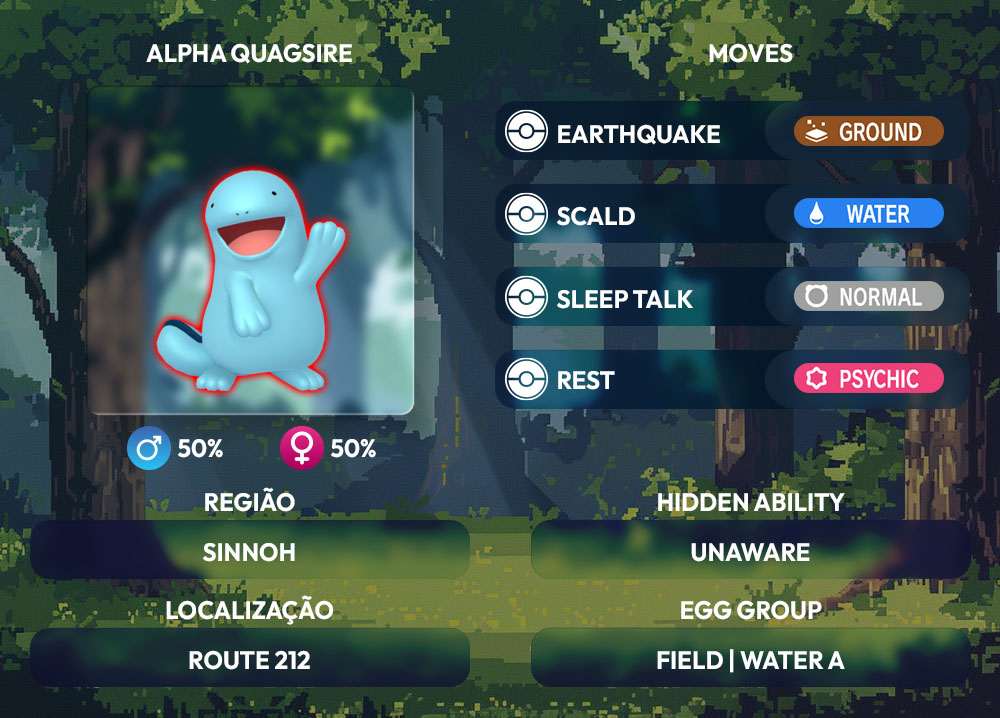 ALPHA QUAGSIRE
50%
50%
REGIÃO
SINNOH
LOCALIZAÇÃO
ROUTE 212
MOVES
EARTHQUAKE GROUND
SCALD WATER
SLEEP TALK NORMAL
REST PSYCHIC
HIDDEN ABILITY
UNAWARE
EGG GROUP
FIELD | WATER A